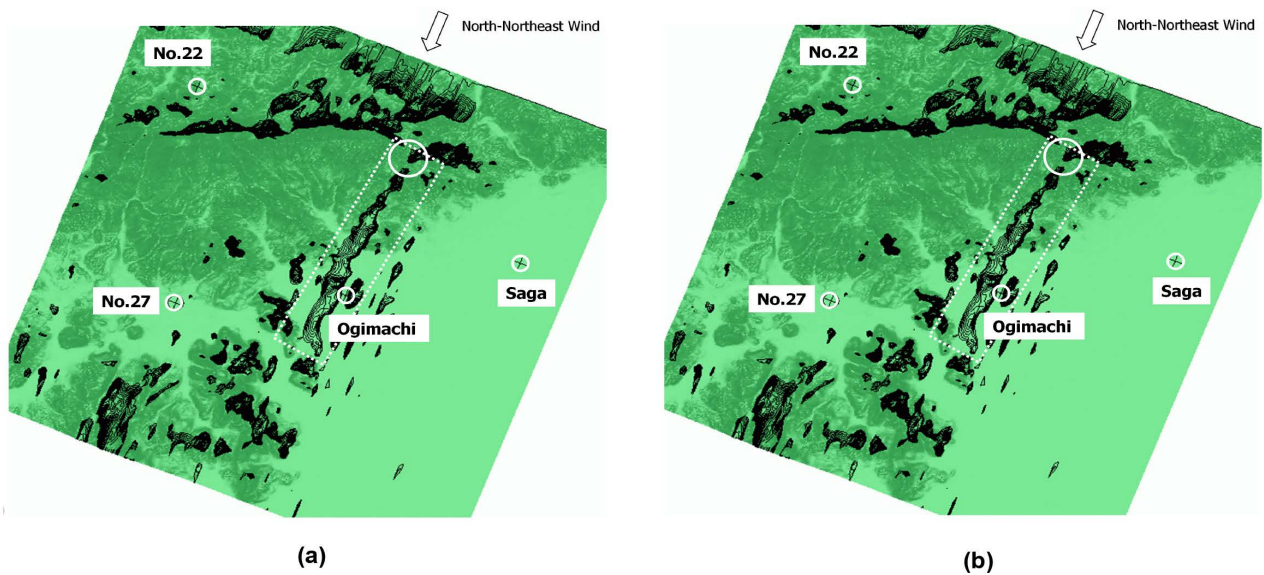 North-Northeast Wind
No.22
Saga
No.27
Ogimachi
(a)
North-Northeast Wind
No.22
Saga
No.27
Ogimachi
(b)